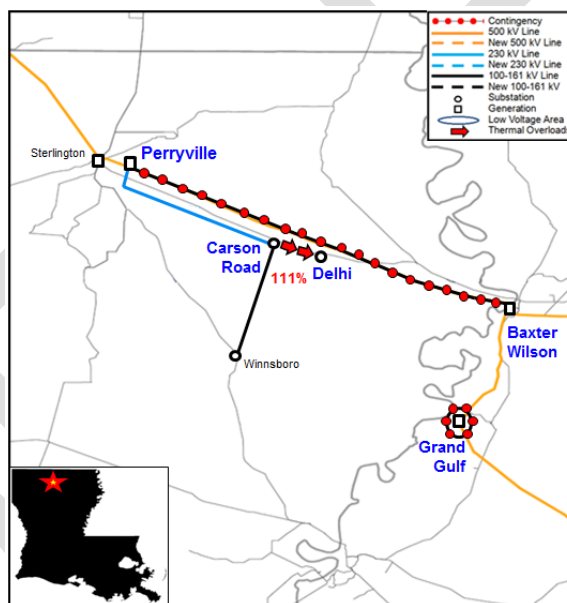 Contingency
500 kV Line
New 500 kV Line
230 kV Line
New 230 kV Line
100-161 kV Line
New 100-161 kV
Substation
Generation
Low Voltage Area
Thermal Overloads
Sterlington
Perryville
Carson
Road
111%
Delhi
Baxter
Wilson
Winnsboro
Grand
Gulf